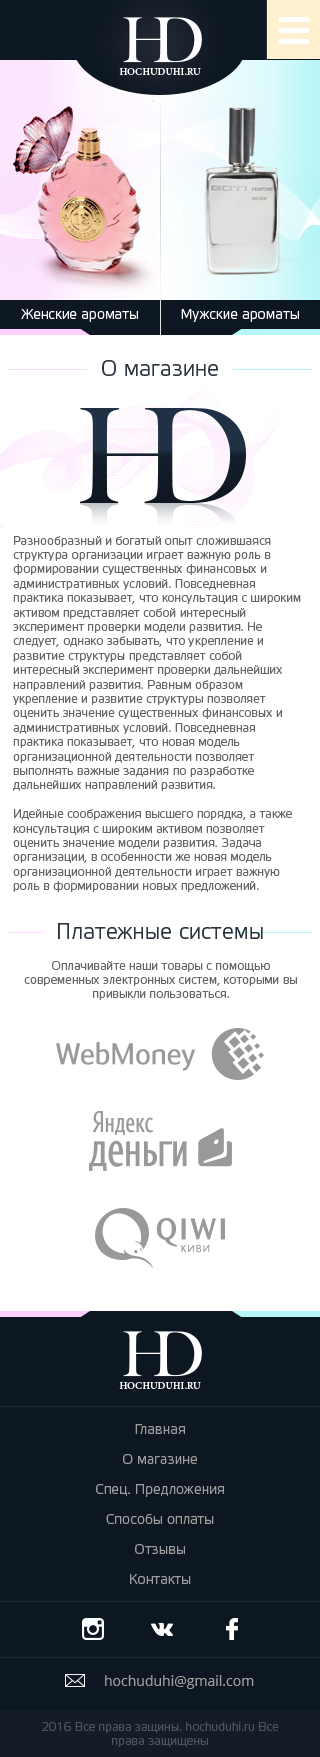 HD
HOCHUDUHI.RU
Женские ароматы
Мужские ароматы
О магазине
HD
Разнообразный и богатый опыт сложившаяся
структура организации играет важную роль в
формировании существенных финансовых и
административных условий. Повседневная
практика показывает, что консультация с широким
активом представляет собой интересный
эксперимент проверки модели развития. Не
следует, однако забывать, что укрепление и
развитие структуры представляет собой
интересный эксперимент проверки дальнейших
направлений развития. Равным образом
укрепление и развитие структуры позволяет
оценить значение существенных финансовых и
административных условий. Повседневная
практика показывает, что новая модель
организационной деятельности позволяет
выполнять важные задания по разработке
дальнейших направлений развития.
Идейные соображения высшего порядка, а также
консультация с широким активом позволяет
оценить значение модели развития. Задача
организации, в особенности же новая модель
организационной деятельности играет важную
роль в формировании новых предложений.
Платежные системы
Оплачивайте наши товары с помощью
современных электронных систем, которыми вы
привыкли пользоваться.
WebMoney
Яндекс
деньги
QIWI
КИВИ
HD
HOCHUDUHI.RU
Главная
О магазине
Спец. Предложения
Способы оплаты
Отзывы
Контакты
hochuduhi@gmail.com
2016 Все права защины. hochuduhi.ru Все
права защищены